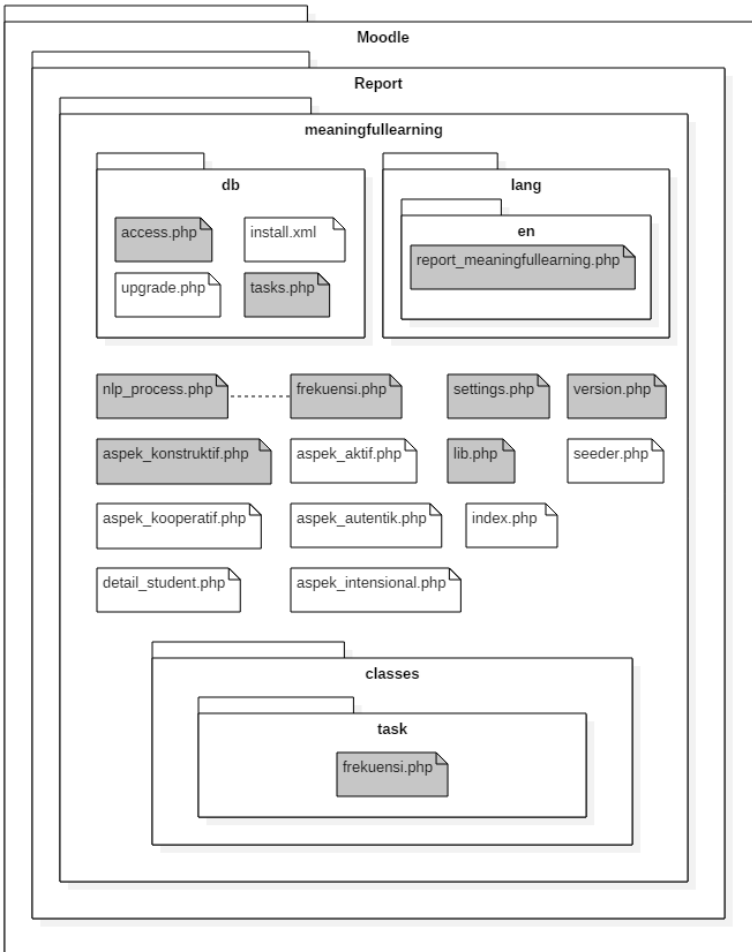 Moodle
Report
meaningfullearning
db
lang
access.php
install.xml
en
report_meaningfullearning.php
upgrade.php
tasks.php
nlp_process.php
frekuensi.php
settings.php
version.php
aspek_konstruktif.php
aspek_aktif.php
lib.php
seeder.php
aspek_kooperatif.php
aspek_autentik.php
index.php
detail_student.php
aspek_intensional.php
classes
task
frekuensi.php